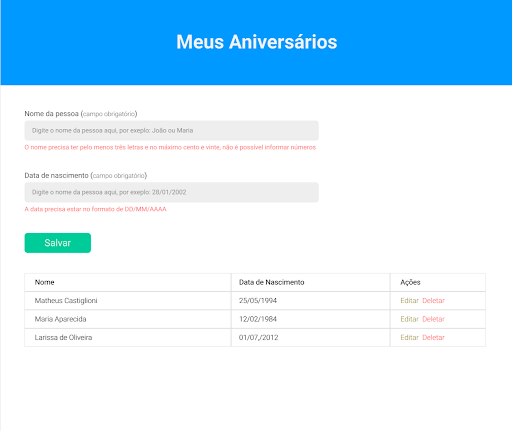 Meus Aniversários
Nome da pessoa (campo obrigatório)
Digite o nome da pessoa aqui, por exeplo: João ou Maria
O nome precisa ter pelo menos três letras e no máximo cento e vinte, não é possível informar números
Data de nascimento (campo obrigatório)
Digite o nome da pessoa aqui, por exeplo: 28/01/2002
A data precisa estar no formato de DD/MM/AAAA
Salvar
Nome Data de Nascimento Ações
Matheus Castiglioni 25/05/1994 Editar Deletar
Maria Aparecida 12/02/1984 Editar Deletar
Larissa de Oliveira 01/07,/2012 Editar Deletar